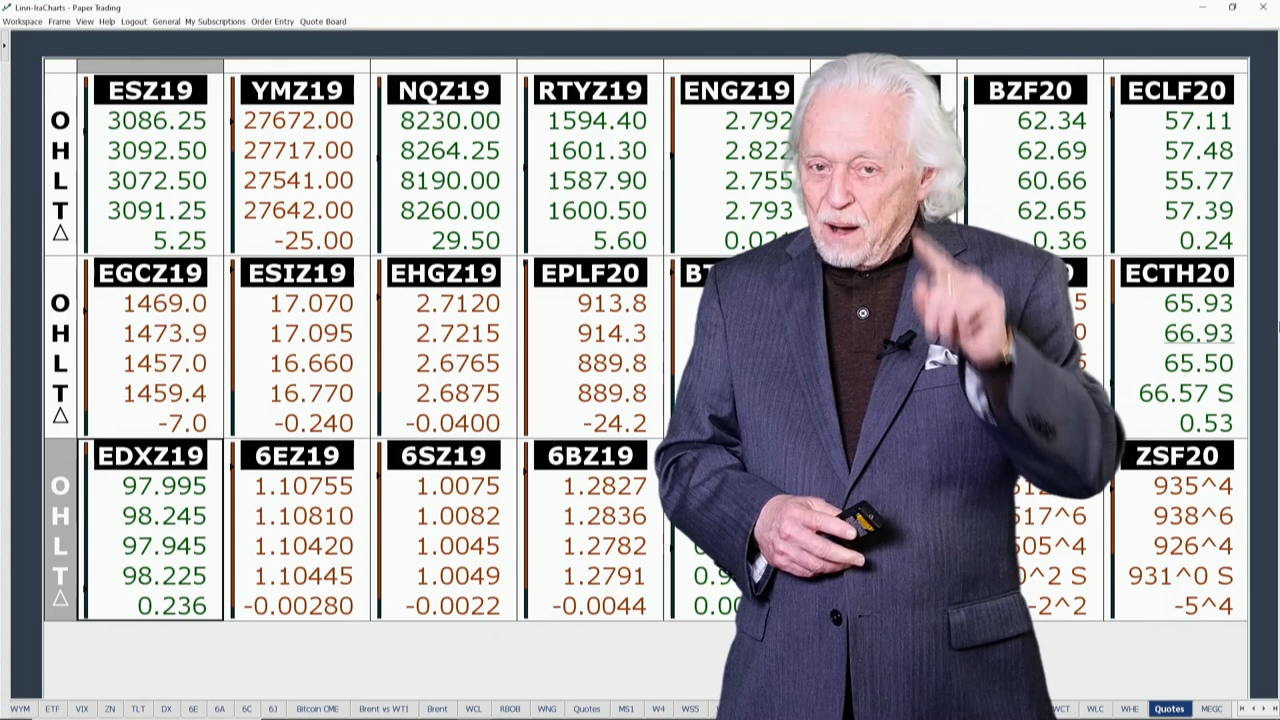 Linn-IraCharts - Paper Trading
Workspace Frame View Help Logout General My Subscriptions Order Entry Quote Board
ESZ19 YMZ19 NQZ19 RTYZ19 ENGZ19 BZF20 ECLF20
O 3086.25 27672.00 8230.00 1594.40 2.792 62.34 57.11
H 3092.50 27717.00 8264.25 1601.30 2.822 62.69 57.48
L 3072.50 27541.00 8190.00 1587.90 2.755 60.66 55.77
T 3091.25 27642.00 8260.00 1600.50 2.793 62.65 57.39
△ 5.25 -25.00 29.50 5.60 0.36 0.24
EGCZ19 ESIZ19 EHGZ19 EPLF20 ECTH20
O 1469.0 17.070 2.7120 913.8 65.93
H 1473.9 17.095 2.7215 914.3 66.93
L 1457.0 16.660 2.6765 889.8 65.50
T 1459.4 16.770 2.6875 889.8 66.57 S
△ -7.0 -0.240 -0.0400 -24.2 0.53
EDXZ19 6EZ19 6SZ19 6BZ19 ZSF20
O 97.995 1.10755 1.0075 1.2827 935^4
H 98.245 1.10810 1.0082 1.2836 938^6
L 97.945 1.10420 1.0045 1.2782 926^4
T 98.225 1.10445 1.0049 1.2791 931^0 S
△ 0.236 -0.00280 -0.0022 -0.0044 -2^2 -5^4
WYM ETF VIX ZN TLT DX 6E 6A 6C 6J Bitcoin CME Brent vs WTI Brent WCL RBOB WNG Quotes MS1 W4 WS5 WCT WLC WHE Quotes MEGC